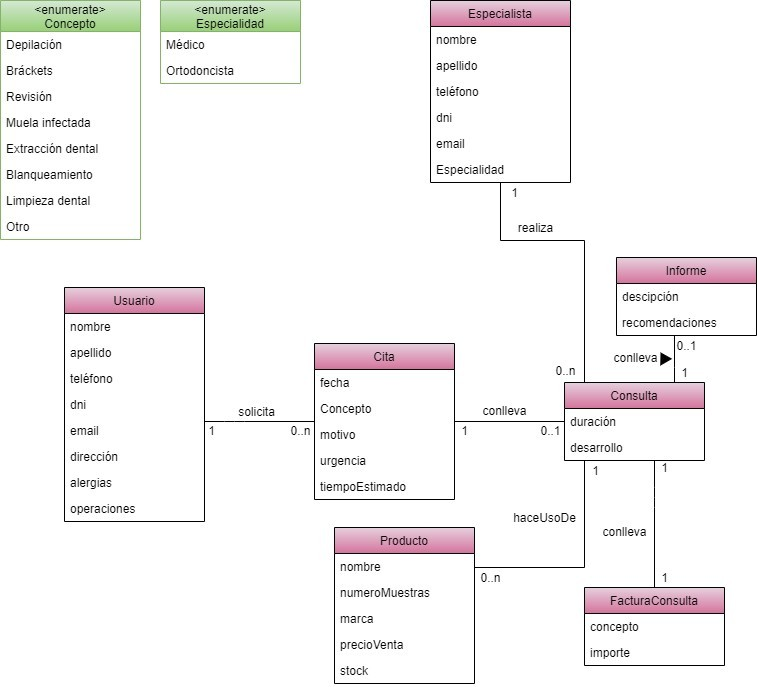 <enumerate>
Concepto
Depilación
Bráckets
Revisión
Muela infectada
Extracción dental
Blanqueamiento
Limpieza dental
Otro
<enumerate>
Especialidad
Médico
Ortodoncista
Especialista
nombre
apellido
teléfono
dni
email
Especialidad
1
realiza
0..n
Informe
descipción
recomendaciones
0..1
conlleva
1
Usuario
nombre
apellido
teléfono
dni
email
dirección
alergias
operaciones
solicita
1
0..n
Cita
fecha
Concepto
motivo
urgencia
tiempoEstimado
conlleva
1
0..1
Consulta
duración
desarrollo
1
1
haceUsoDe
0..n
conlleva
1
Producto
nombre
numeroMuestras
marca
precioVenta
stock
FacturaConsulta
concepto
importe